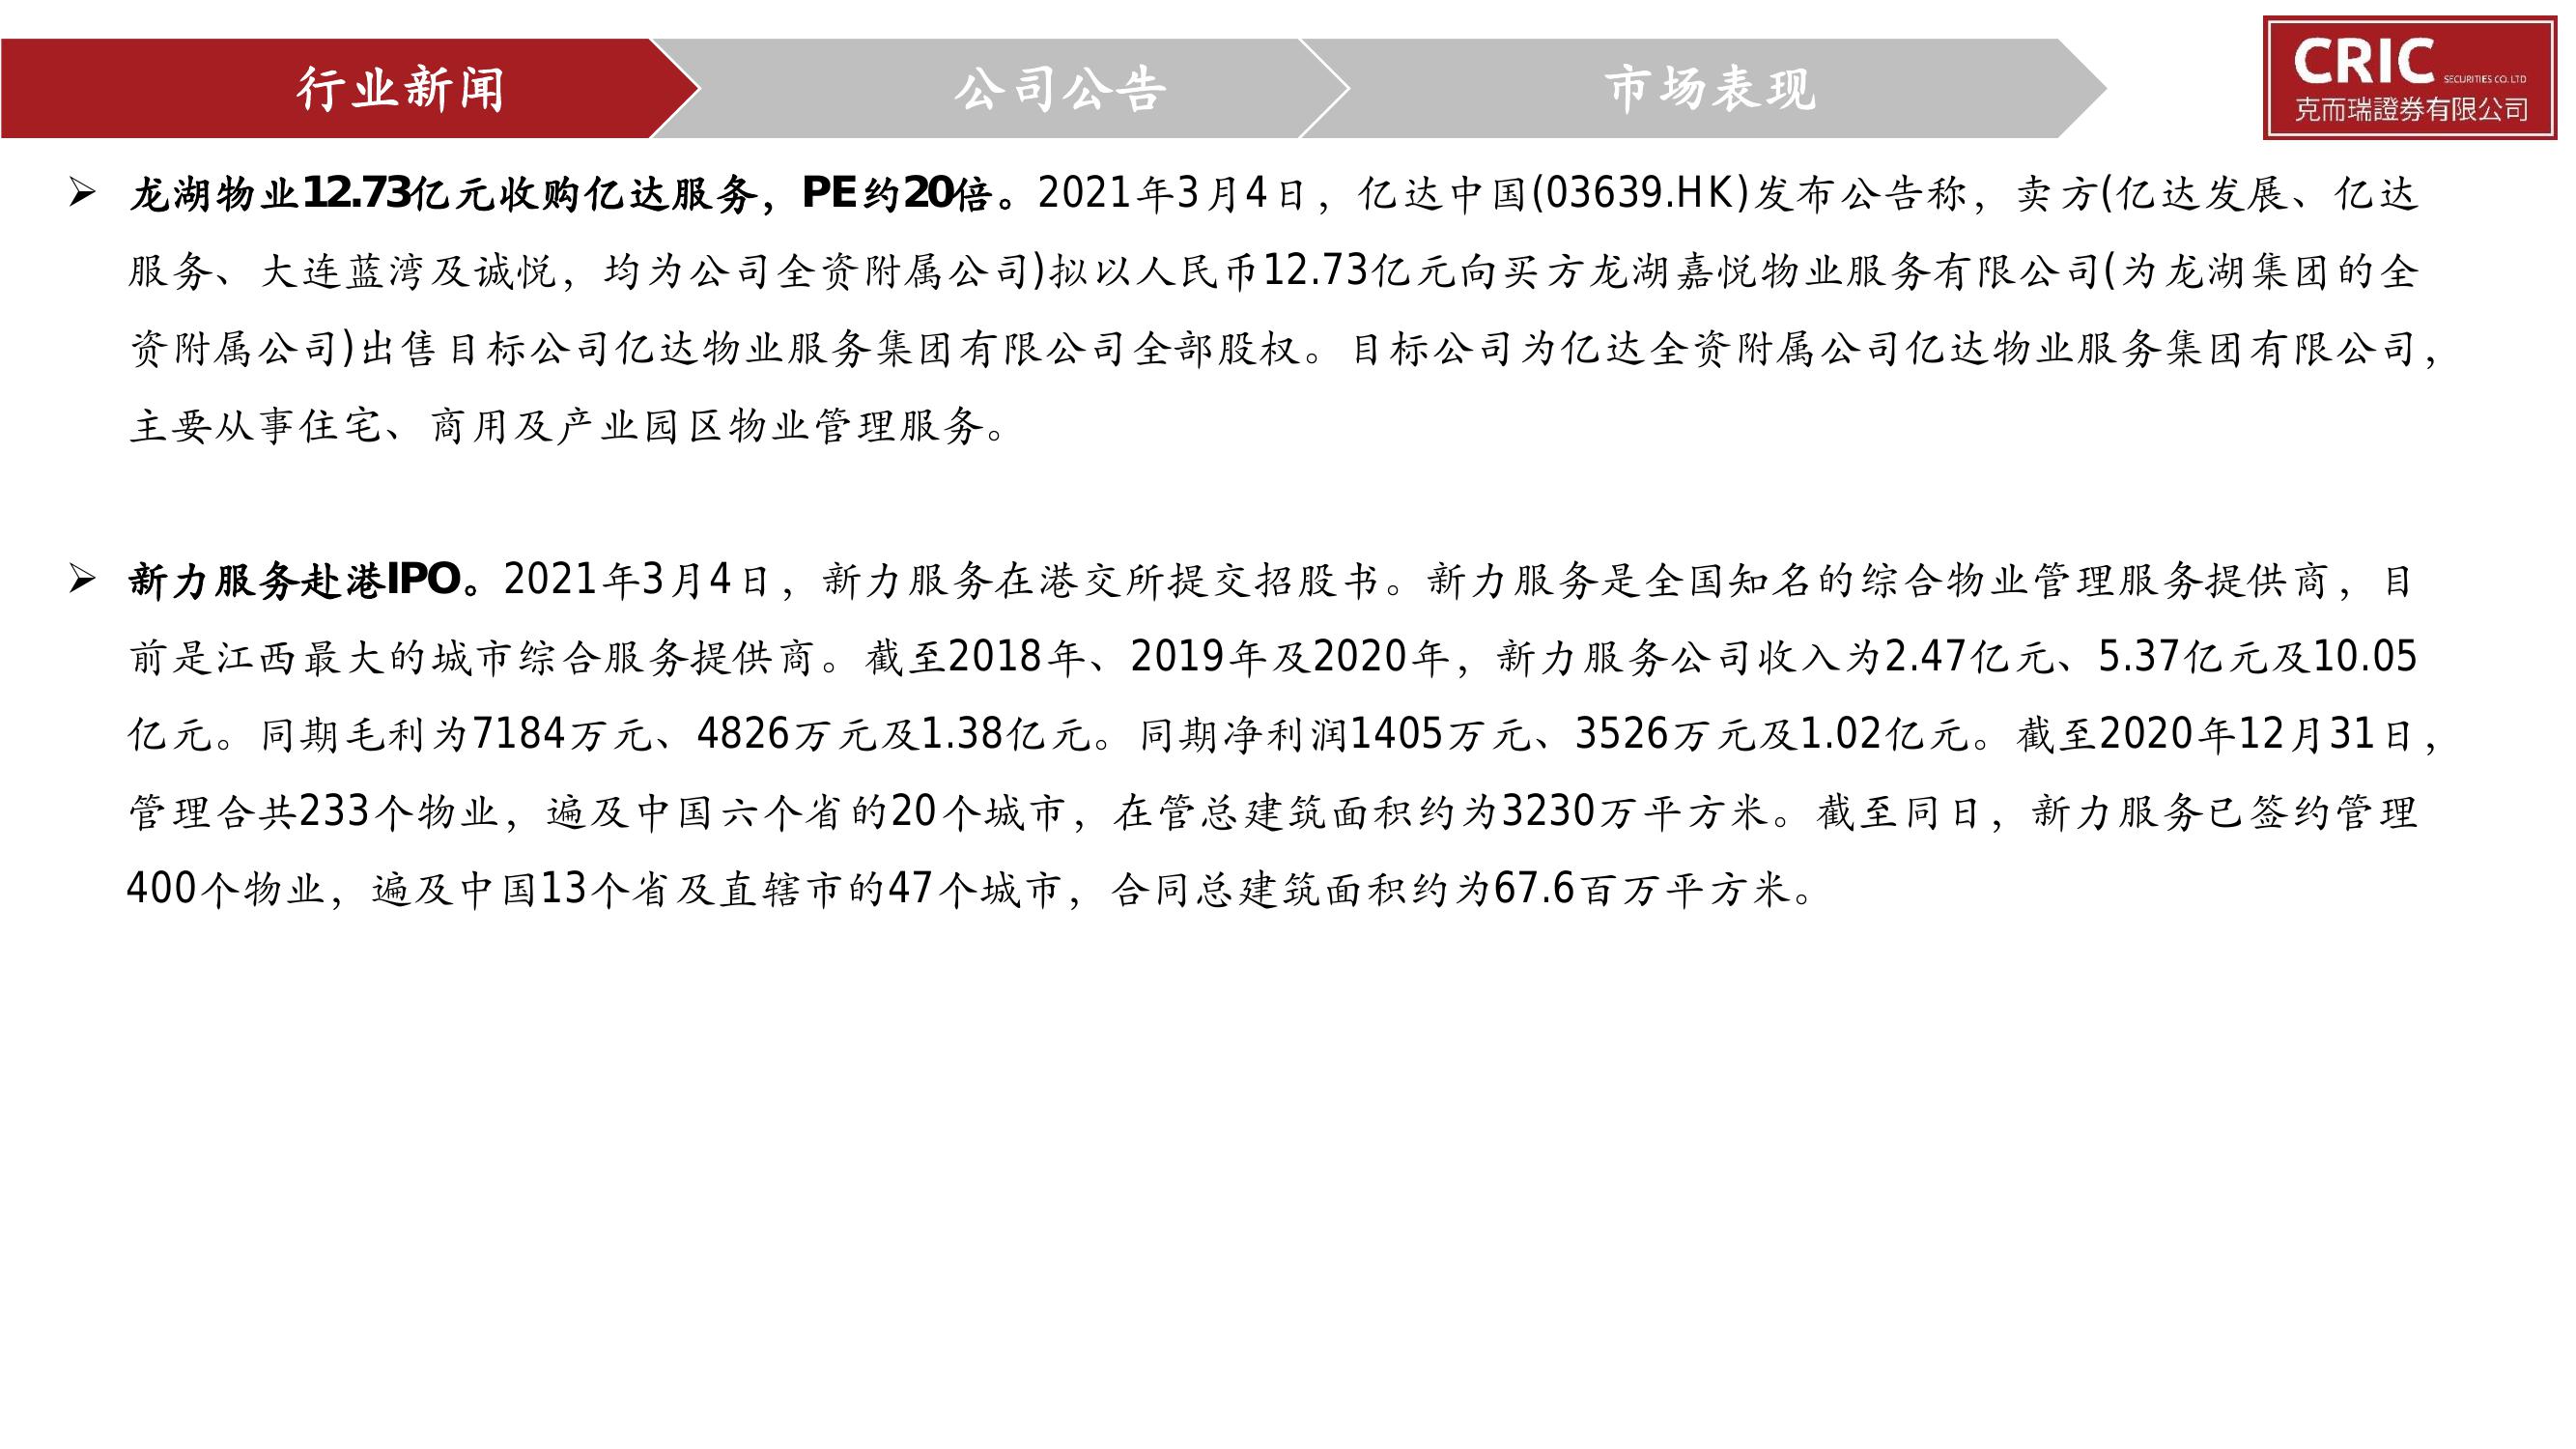 行业新闻
公司公告
市场表现
CRIC SECURITIES CO. LTD
克而瑞證券有限公司
➢ 龙湖物业12.73亿元收购亿达服务，PE约20倍。2021年3月4日，亿达中国(03639.HK)发布公告称，卖方(亿达发展、亿达
服务、大连蓝湾及诚悦，均为公司全资附属公司)拟以人民币12.73亿元向买方龙湖嘉悦物业服务有限公司(为龙湖集团的全
资附属公司)出售目标公司亿达物业服务集团有限公司全部股权。目标公司为亿达全资附属公司亿达物业服务集团有限公司，
主要从事住宅、商用及产业园区物业管理服务。
➢ 新力服务赴港IPO。2021年3月4日，新力服务在港交所提交招股书。新力服务是全国知名的综合物业管理服务提供商，目
前是江西最大的城市综合服务提供商。截至2018年、2019年及2020年，新力服务公司收入为2.47亿元、5.37亿元及10.05
亿元。同期毛利为7184万元、4826万元及1.38亿元。同期净利润1405万元、3526万元及1.02亿元。截至2020年12月31日，
管理合共233个物业，遍及中国六个省的20个城市，在管总建筑面积约为3230万平方米。截至同日，新力服务已签约管理
400个物业，遍及中国13个省及直辖市的47个城市，合同总建筑面积约为67.6百万平方米。